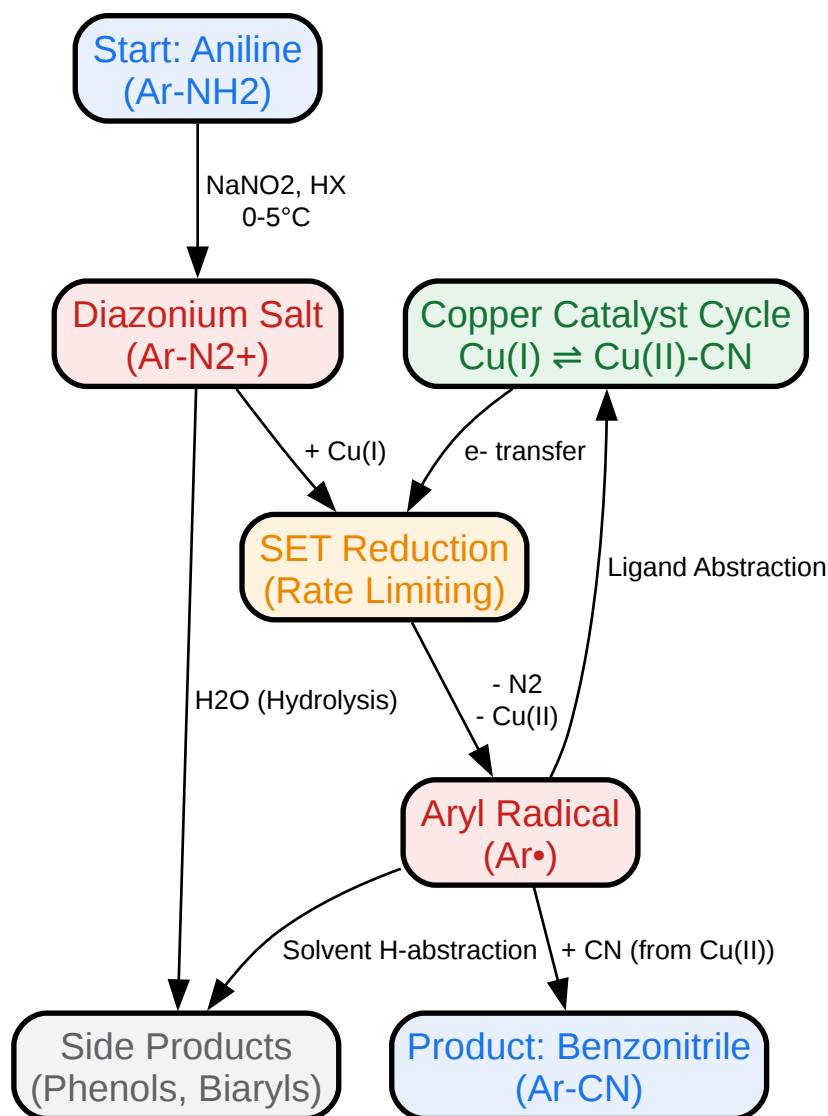 Start: Aniline
(Ar-NH2)
NaNO2, HX
0-5°C
Diazonium Salt
(Ar-N2+)
Copper Catalyst Cycle
Cu(I) ⇌ Cu(II)-CN
+ Cu(I)
e- transfer
SET Reduction
(Rate Limiting)
Ligand Abstraction
H2O (Hydrolysis)
- N2
- Cu(II)
Aryl Radical
(Ar•)
Solvent H-abstraction
+ CN (from Cu(II))
Side Products
(Phenols, Biaryls)
Product: Benzonitrile
(Ar-CN)